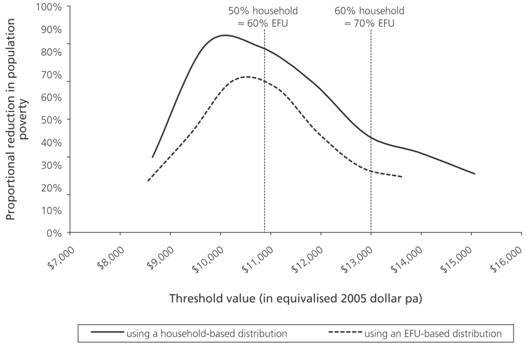 50% household
≈ 60% EFU
60% household
≈ 70% EFU
Proportional reduction in population
poverty
100%
90%
80%
70%
60%
50%
40%
30%
20%
10%
0%
$7,000
$8,000
$9,000
$10,000
$11,000
$12,000
$13,000
$14,000
$15,000
$16,000
Threshold value (in equivalised 2005 dollar pa)
using a household-based distribution
using an EFU-based distribution